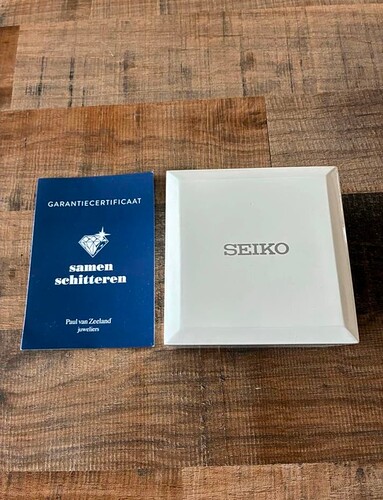 GARANTIECERTIFICAAT
samen
schitteren
Paul van Zeeland
juweliers
SEIKO